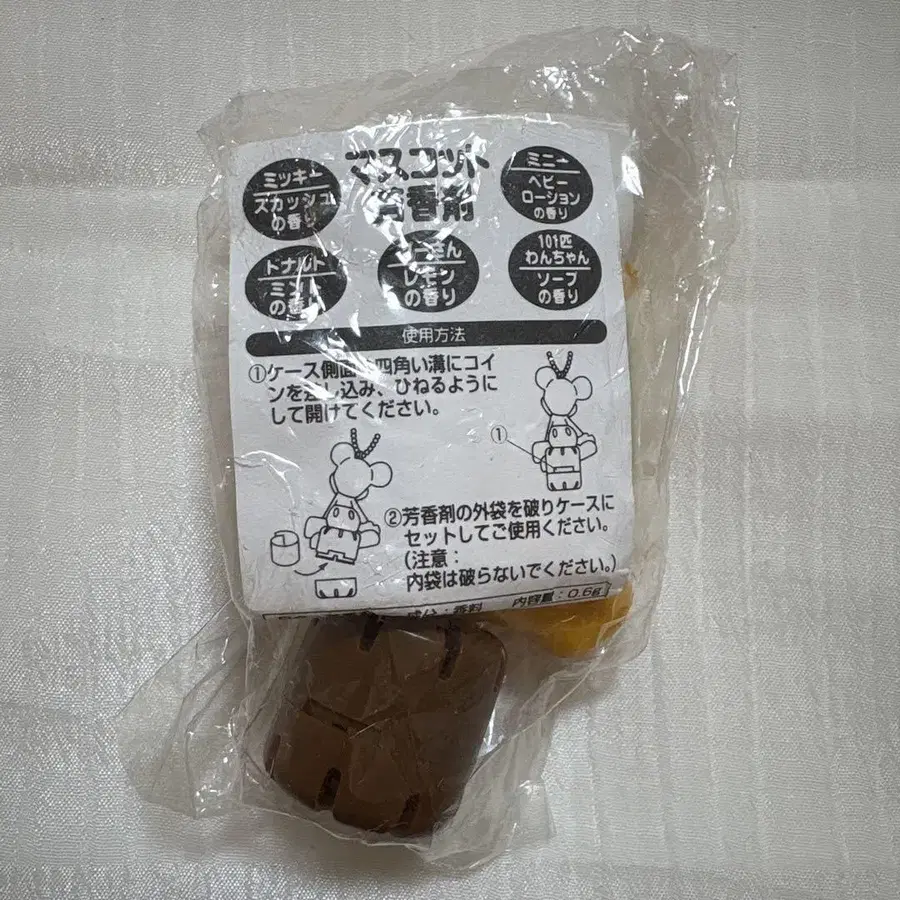 マスコット
芳香剤
ミッキー
スカッシュ
の香り
ミニー
ベビー
ローション
の香り
ドナルド
ミント
の香り
レモン
の香り
101匹
わんちゃん
ソープ
の香り
使用方法
①ケース側面の四角い溝にコイ
ンを差し込み、ひねるように
して開けてください。
①
②芳香剤の外袋を破りケースに
セットしてご使用ください。
(注意：
内袋は破らないでください。)
成分：香料 内容量：0.6g